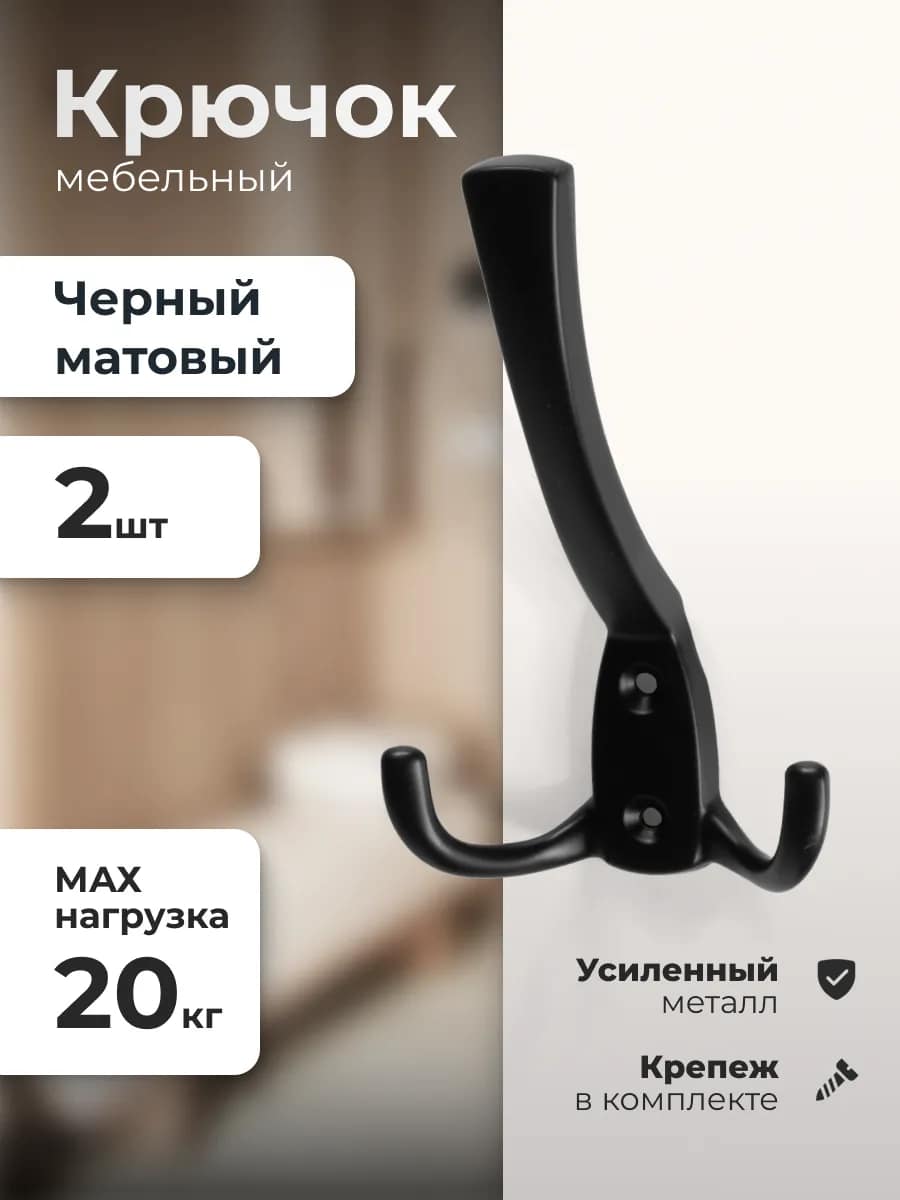 Крючок
мебельный
Черный
матовый
2шт
MAX
нагрузка
20кг
Усиленный
металл
Крепеж
в комплекте